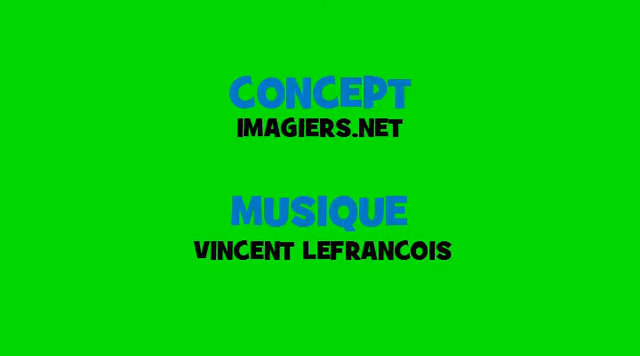 CONCEPT
IMAGIERS.NET
MUSIQUE
VINCENT LEFRANCOIS